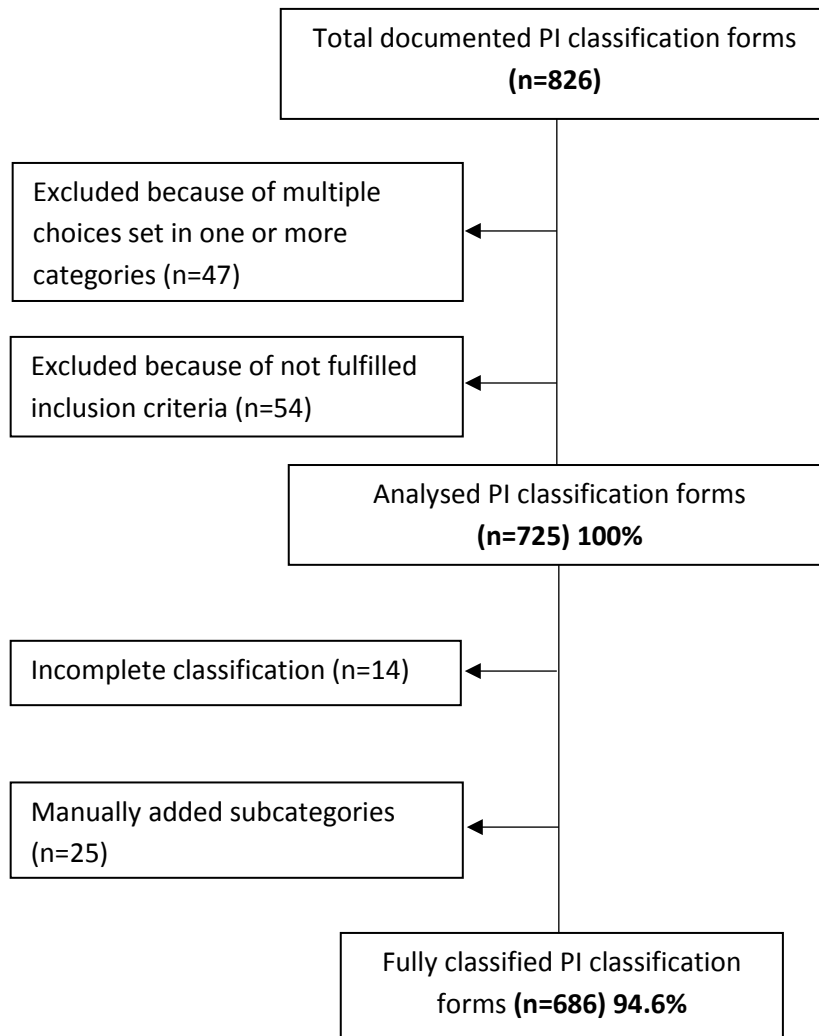 Total documented PI classification forms
(n=826)
Excluded because of multiple
choices set in one or more
categories (n=47)
Excluded because of not fulfilled
inclusion criteria (n=54)
Analysed PI classification forms
(n=725) 100%
Incomplete classification (n=14)
Manually added subcategories
(n=25)
Fully classified PI classification
forms (n=686) 94.6%